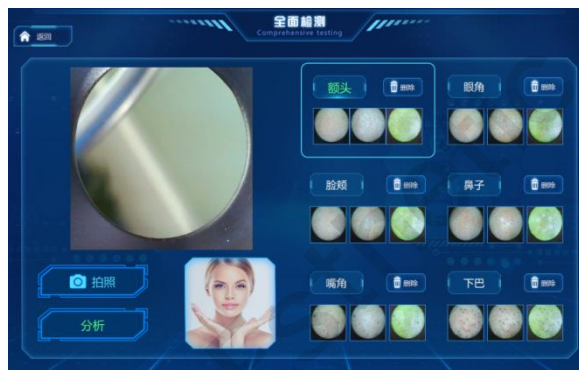 全面检测
Comprehensive testing
返回
额头
删除
眼角
删除
脸颊
删除
鼻子
删除
嘴角
删除
下巴
删除
拍照
分析